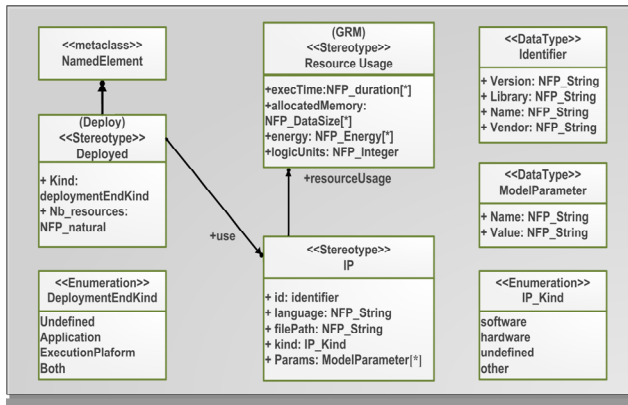 <<metaclass>>
NamedElement
(Deploy)
<<Stereotype>>
Deployed
+ Kind:
deploymentEndKind
+ Nb_resources:
NFP_natural
<<Enumeration>>
DeploymentEndKind
Undefined
Application
ExecutionPlaform
Both
(GRM)
<<Stereotype>>
Resource Usage
+execTime:NFP_duration[*]
+allocatedMemory:
NFP_DataSize[*]
+energy: NFP_Energy[*]
+logicUnits: NFP_Integer
+resourceUsage
+use
<<Stereotype>>
IP
+ id: identifier
+ language: NFP_String
+ filePath: NFP_String
+ kind: IP_Kind
+ Params: ModelParameter[*]
<<DataType>>
Identifier
+ Version: NFP_String
+ Library: NFP_String
+ Name: NFP_String
+ Vendor: NFP_String
<<DataType>>
ModelParameter
+ Name: NFP_String
+ Value: NFP_String
<<Enumeration>>
IP_Kind
software
hardware
undefined
other